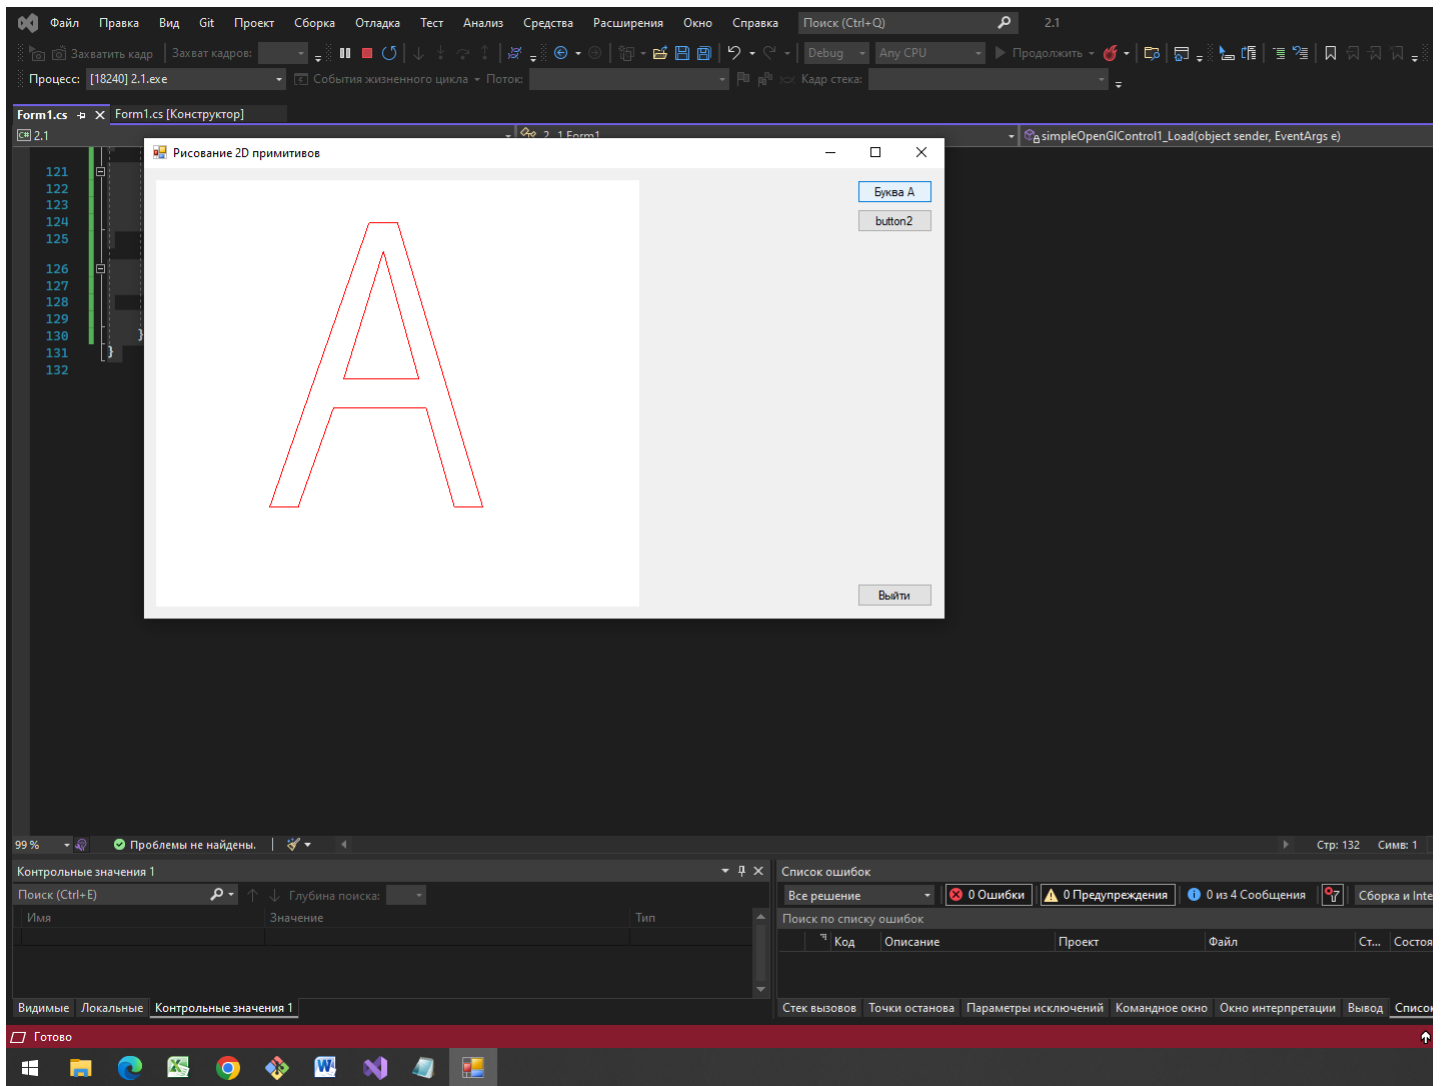 Файл Правка Вид Git Проект Сборка Отладка Тест Анализ Средства Расширения Окно Справка Поиск (Ctrl+Q) 2.1
Захватить кадр Захват кадров: Debug Any CPU Продолжить
Процесс: [18240] 2.1.exe События жизненного цикла Поток: Кадр стека:
Form1.cs Form1.cs [Конструктор]
C# 2.1 2._1.Form1 simpleOpenGlControl1_Load(object sender, EventArgs e)
Рисование 2D примитивов
Буква А
button2
Выйти
121
122
123
124
125
126
127
128
129
130 }
131 }
132
99 % Проблемы не найдены. Стр: 132 Симв: 1
Контрольные значения 1
Поиск (Ctrl+E) Глубина поиска:
Имя Значение Тип
Видимые Локальные Контрольные значения 1
Список ошибок
Все решение 0 Ошибки 0 Предупреждения 0 из 4 Сообщения Сборка и Inte
Поиск по списку ошибок
Код Описание Проект Файл Ст... Состоя
Стек вызовов Точки останова Параметры исключений Командное окно Окно интерпретации Вывод Список
Готово